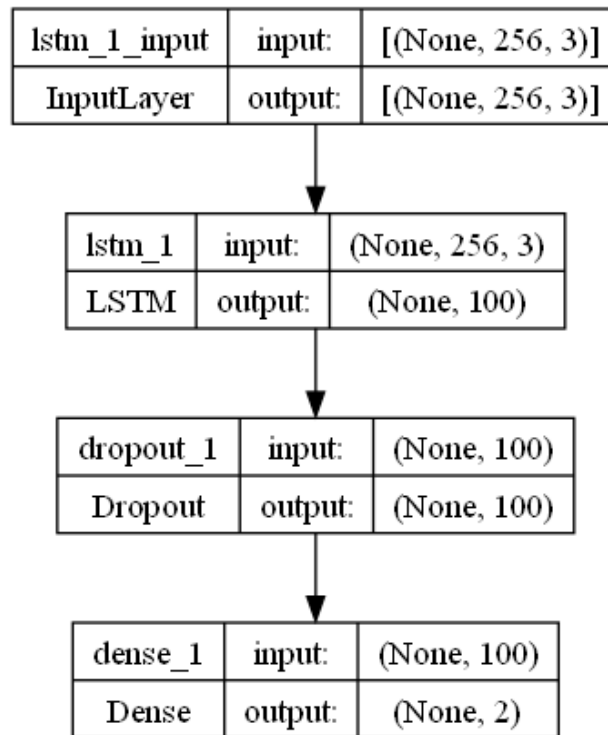 lstm_1_input input: [(None, 256, 3)]
InputLayer output: [(None, 256, 3)]
lstm_1 input: (None, 256, 3)
LSTM output: (None, 100)
dropout_1 input: (None, 100)
Dropout output: (None, 100)
dense_1 input: (None, 100)
Dense output: (None, 2)